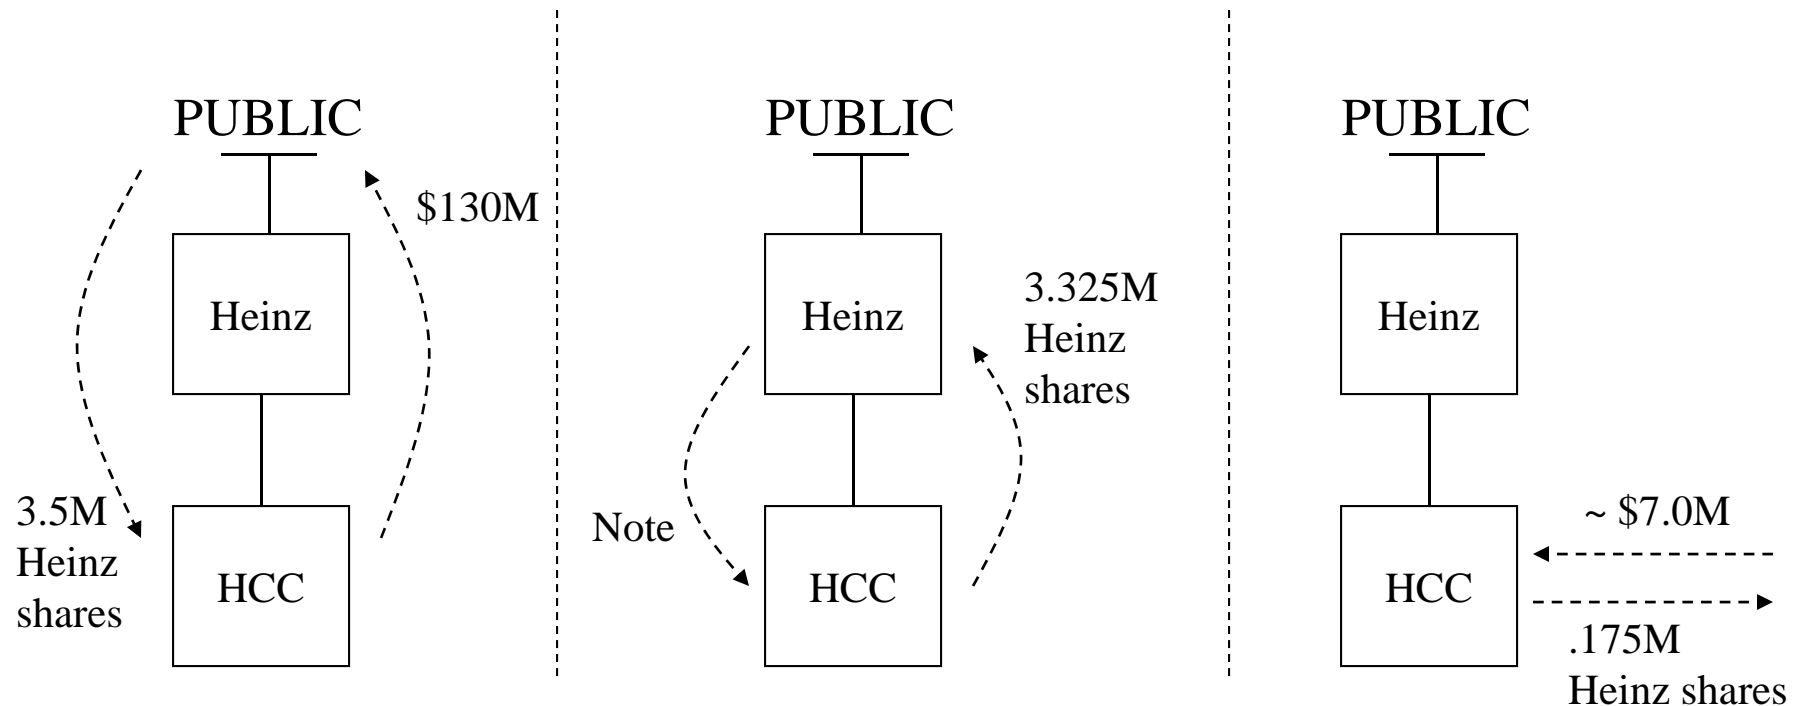 PUBLIC
$130M
Heinz
3.5M
Heinz
shares
HCC
PUBLIC
3.325M
Heinz
shares
Heinz
Note
HCC
PUBLIC
Heinz
~ $7.0M
HCC
.175M
Heinz shares